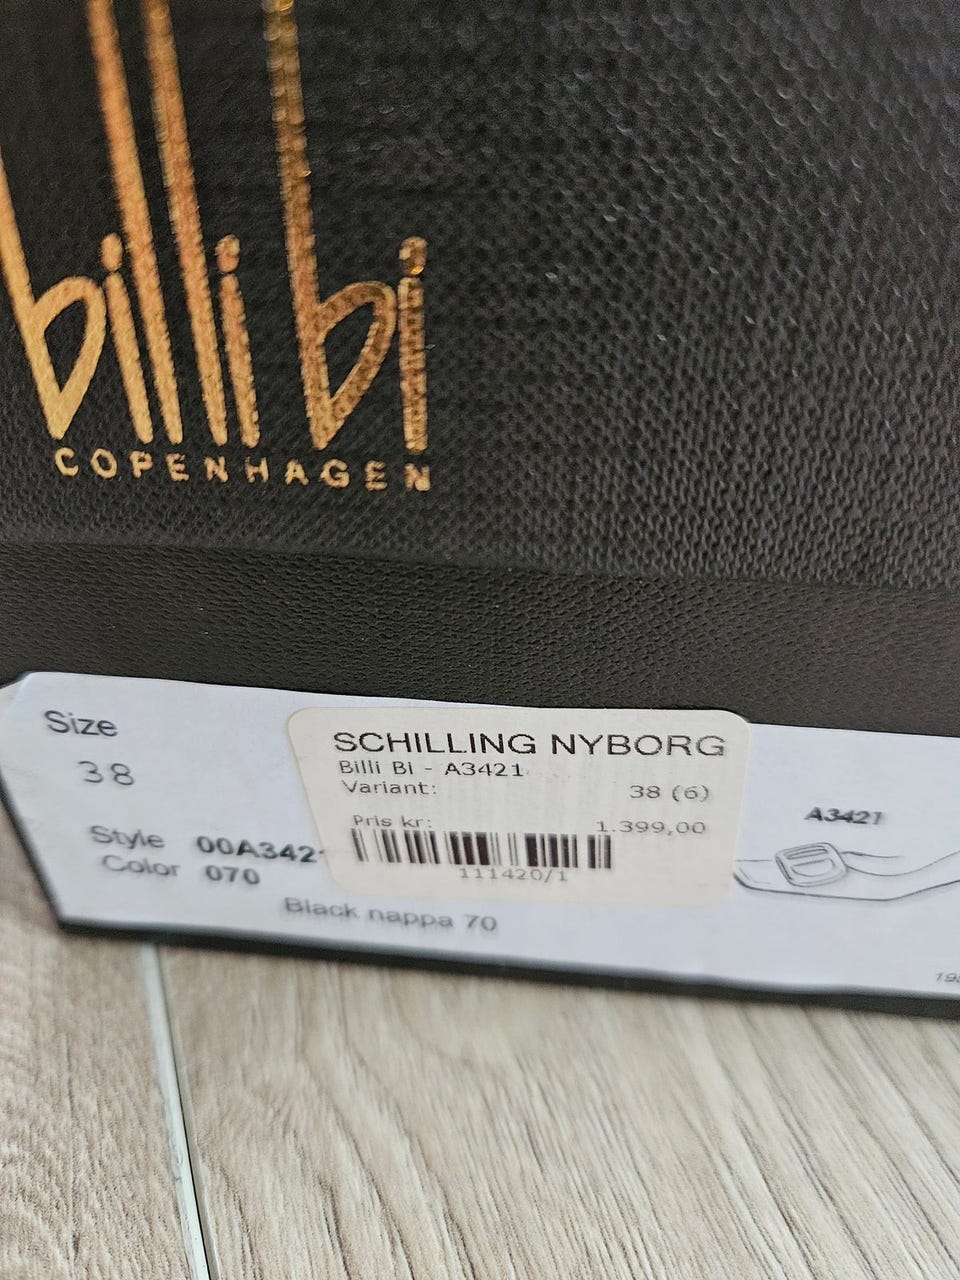 billi bi
COPENHAGEN
Size
38
Style 00A342
Color 070
Black nappa 70
SCHILLING NYBORG
Billi Bi - A3421
Variant: 38 (6)
Pris kr: 1.399,00
111420/1
A3421